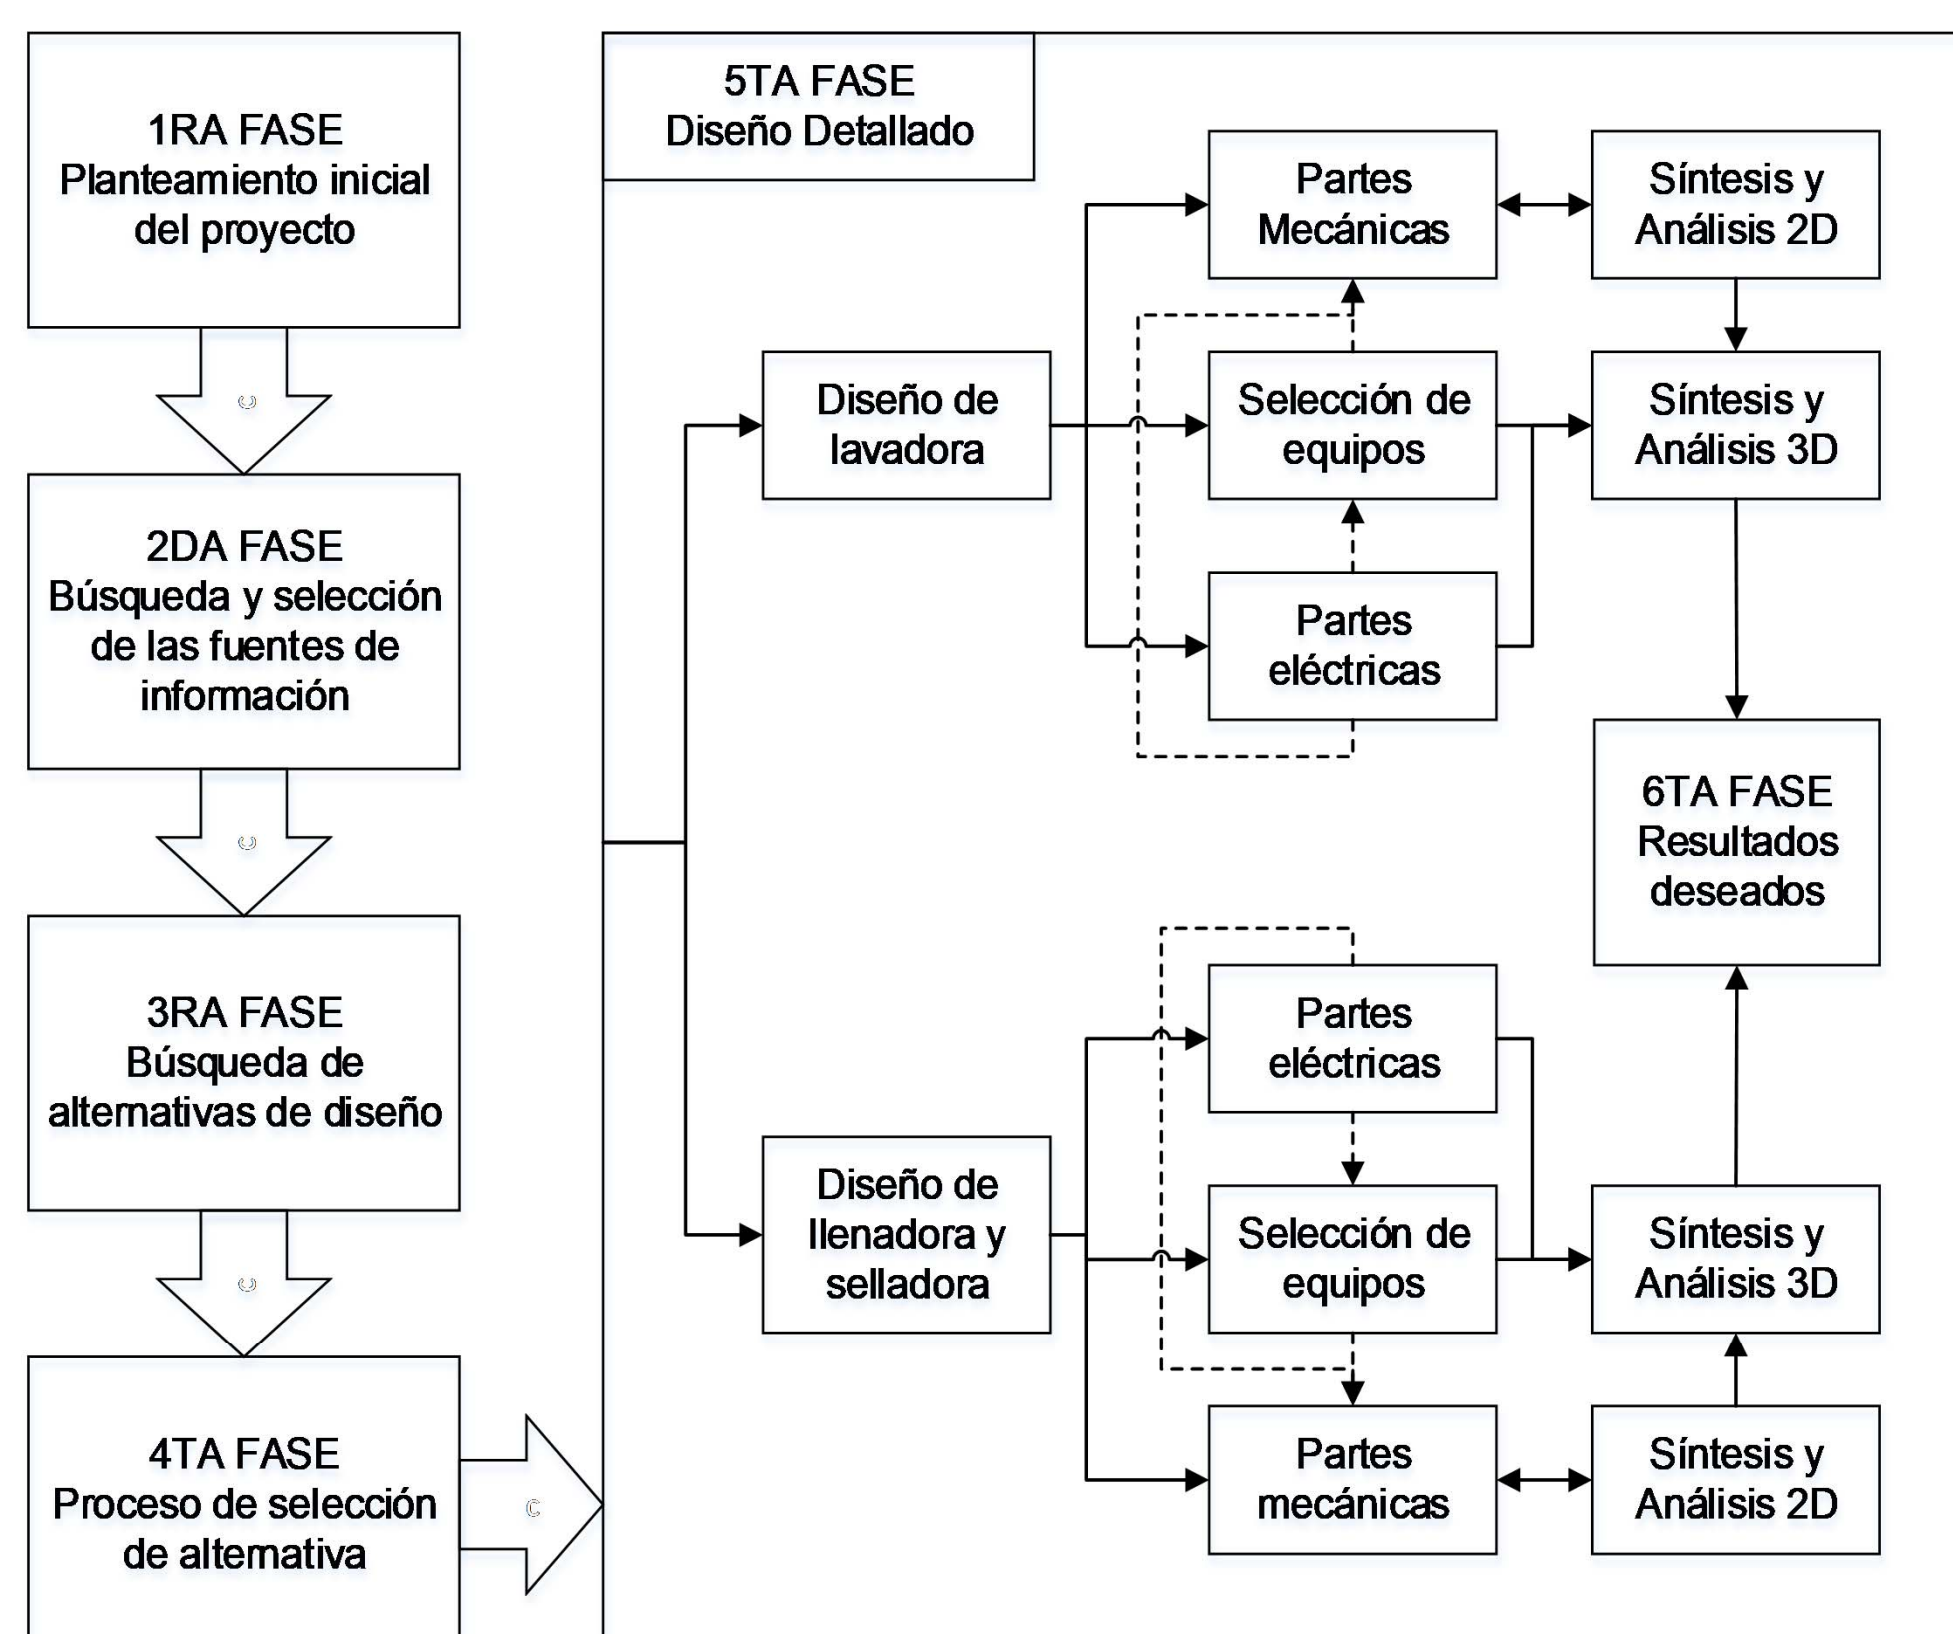 1RA FASE
Planteamiento inicial
del proyecto
C
2DA FASE
Búsqueda y selección
de las fuentes de
información
C
3RA FASE
Búsqueda de
alternativas de diseño
C
4TA FASE
Proceso de selección
de alternativa
C
5TA FASE
Diseño Detallado
Diseño de
lavadora
Partes
Mecánicas
Síntesis y
Análisis 2D
Selección de
equipos
Síntesis y
Análisis 3D
Partes
eléctricas
6TA FASE
Resultados
deseados
Diseño de
llenadora y
selladora
Partes
eléctricas
Selección de
equipos
Síntesis y
Análisis 3D
Partes
mecánicas
Síntesis y
Análisis 2D